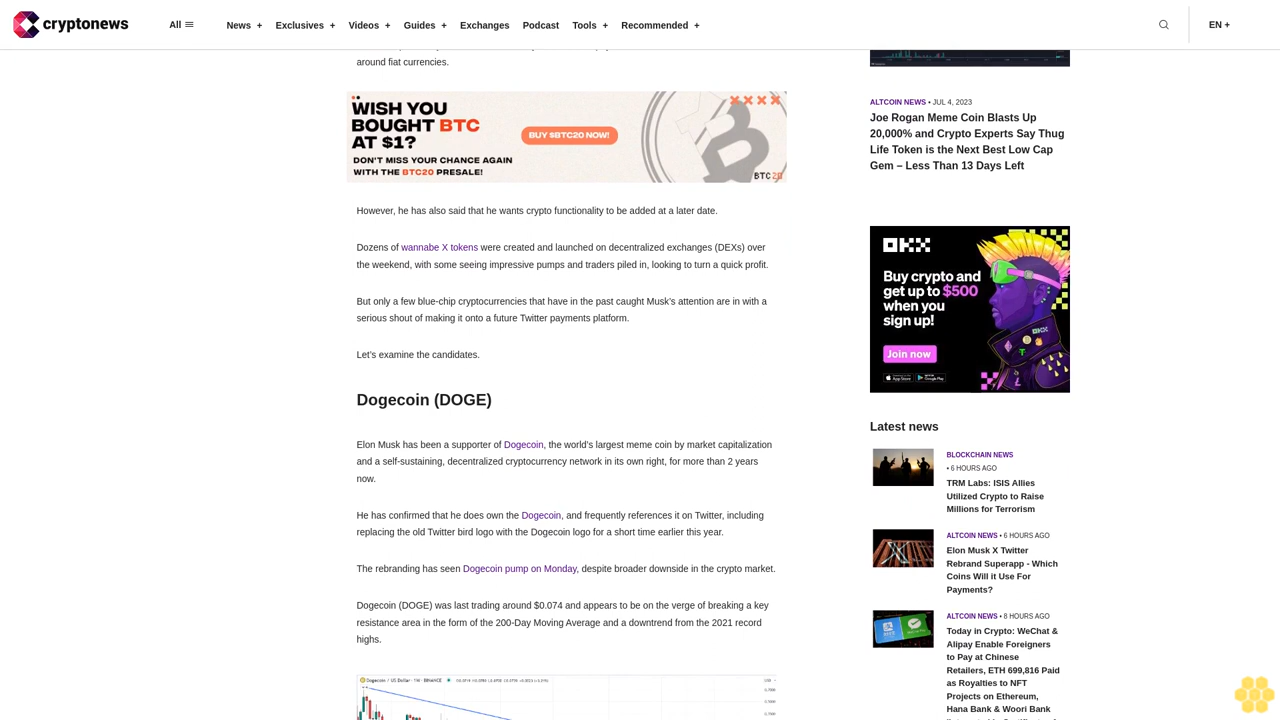 cryptonews
All
News +
Exclusives +
Videos +
Guides +
Exchanges
Podcast
Tools +
Recommended +
EN +
around fiat currencies.
WISH YOU
BOUGHT BTC
AT $1?
DON'T MISS YOUR CHANCE AGAIN
WITH THE BTC20 PRESALE!
BUY $BTC20 NOW!
BTC20
However, he has also said that he wants crypto functionality to be added at a later date.
Dozens of wannabe X tokens were created and launched on decentralized exchanges (DEXs) over
the weekend, with some seeing impressive pumps and traders piled in, looking to turn a quick profit.
But only a few blue-chip cryptocurrencies that have in the past caught Musk's attention are in with a
serious shout of making it onto a future Twitter payments platform.
Let's examine the candidates.
Dogecoin (DOGE)
Elon Musk has been a supporter of Dogecoin, the world's largest meme coin by market capitalization
and a self-sustaining, decentralized cryptocurrency network in its own right, for more than 2 years
now.
He has confirmed that he does own the Dogecoin, and frequently references it on Twitter, including
replacing the old Twitter bird logo with the Dogecoin logo for a short time earlier this year.
The rebranding has seen Dogecoin pump on Monday, despite broader downside in the crypto market.
Dogecoin (DOGE) was last trading around $0.074 and appears to be on the verge of breaking a key
resistance area in the form of the 200-Day Moving Average and a downtrend from the 2021 record
highs.
Dogecoin / US Dollar · 1W · BINANCE
ALTCOIN NEWS • JUL 4, 2023
Joe Rogan Meme Coin Blasts Up
20,000% and Crypto Experts Say Thug
Life Token is the Next Best Low Cap
Gem – Less Than 13 Days Left
OKX
Buy crypto and
get up to $500
when you
sign up!
Join now
App Store
Google Play
OKX
Latest news
BLOCKCHAIN NEWS
• 6 HOURS AGO
TRM Labs: ISIS Allies
Utilized Crypto to Raise
Millions for Terrorism
ALTCOIN NEWS • 6 HOURS AGO
Elon Musk X Twitter
Rebrand Superapp - Which
Coins Will it Use For
Payments?
ALTCOIN NEWS • 8 HOURS AGO
Today in Crypto: WeChat &
Alipay Enable Foreigners
to Pay at Chinese
Retailers, ETH 699,816 Paid
as Royalties to NFT
Projects on Ethereum,
Hana Bank & Woori Bank